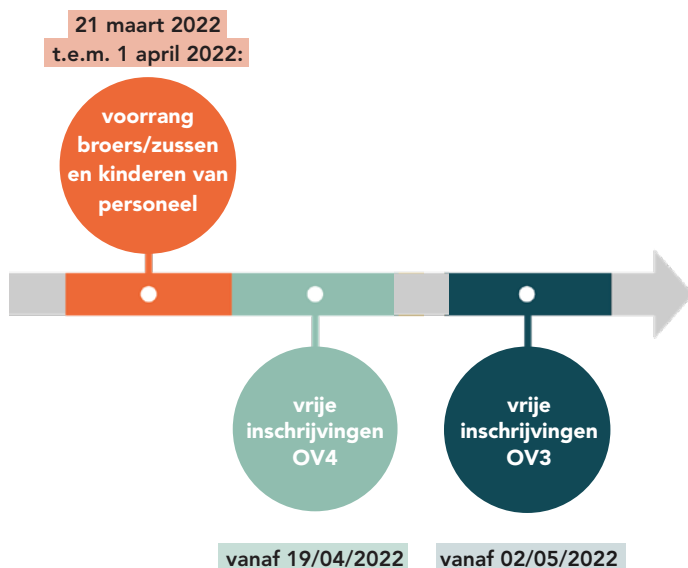 21 maart 2022
t.e.m. 1 april 2022:
voorrang
broers/zussen
en kinderen van
personeel
vrije
inschrijvingen
OV4
vanaf 19/04/2022
vrije
inschrijvingen
OV3
vanaf 02/05/2022